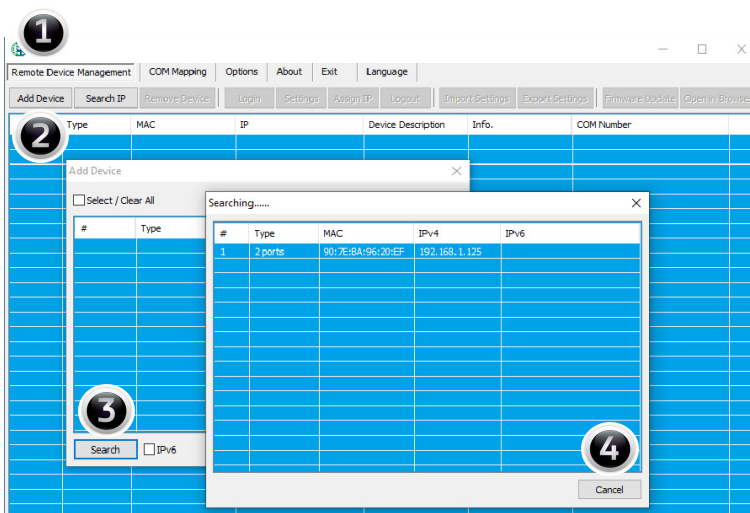 1
Remote Device Management COM Mapping Options About Exit Language
Add Device Search IP Remove Device Login Settings Assign IP Logout Import Settings Export Settings Firmware Update Open in Browse
2
Type MAC IP Device Description Info. COM Number
Add Device
Select / Clear All
# Type
Searching......
# Type MAC IPv4 IPv6
1 2 ports 90:7E:BA:96:20:EF 192.168.1.125
3
Search IPv6
4
Cancel